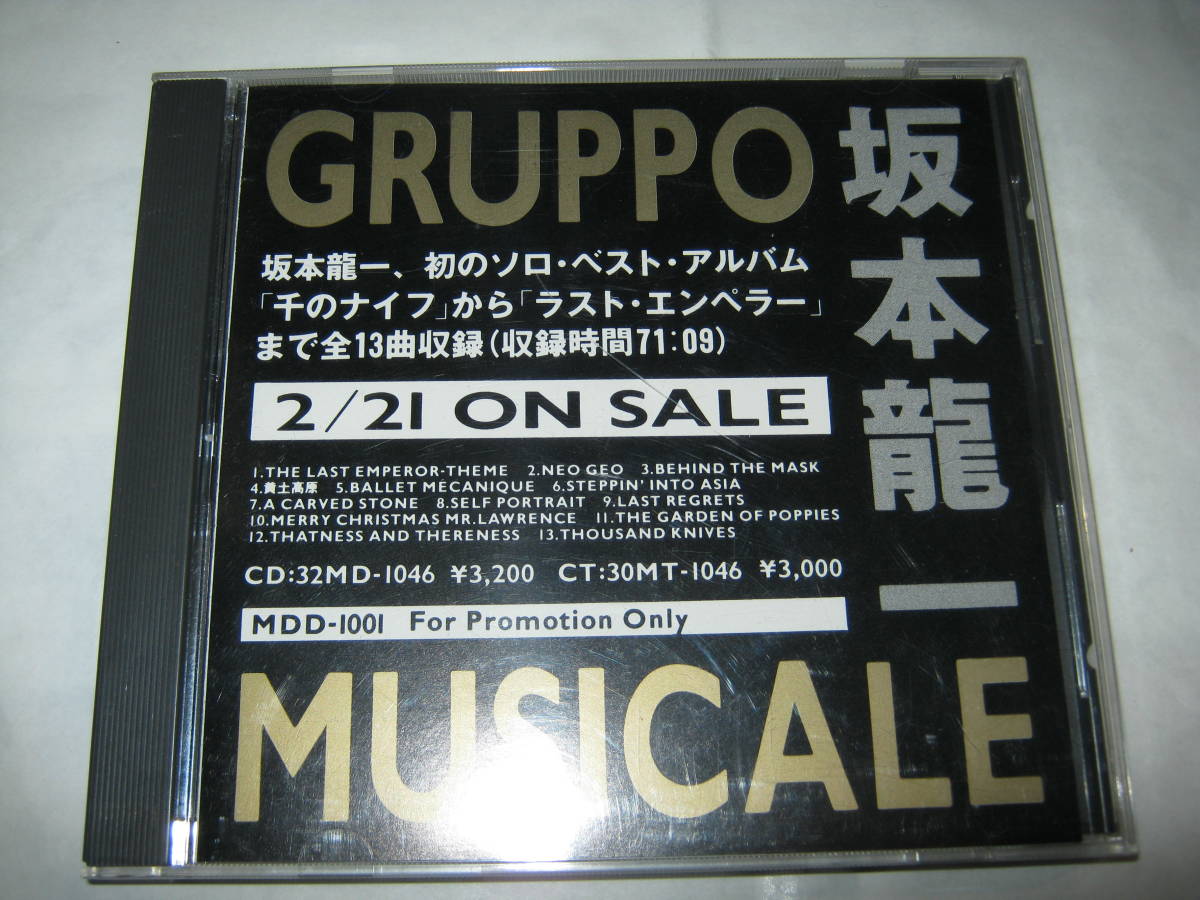 GRUPPO
坂本龍一
坂本龍一、初のソロ・ベスト・アルバム
「千のナイフ」から「ラスト・エンペラー」
まで全13曲収録(収録時間71:09)
2/21 ON SALE
1.THE LAST EMPEROR-THEME 2.NEO GEO 3.BEHIND THE MASK
4.黄土高原 5.BALLET MÉCANIQUE 6.STEPPIN' INTO ASIA
7.A CARVED STONE 8.SELF PORTRAIT 9.LAST REGRETS
10.MERRY CHRISTMAS MR.LAWRENCE 11.THE GARDEN OF POPPIES
12.THATNESS AND THERENESS 13.THOUSAND KNIVES
CD:32MD-1046 ¥3,200 CT:30MT-1046 ¥3,000
MDD-1001 For Promotion Only
MUSICALE